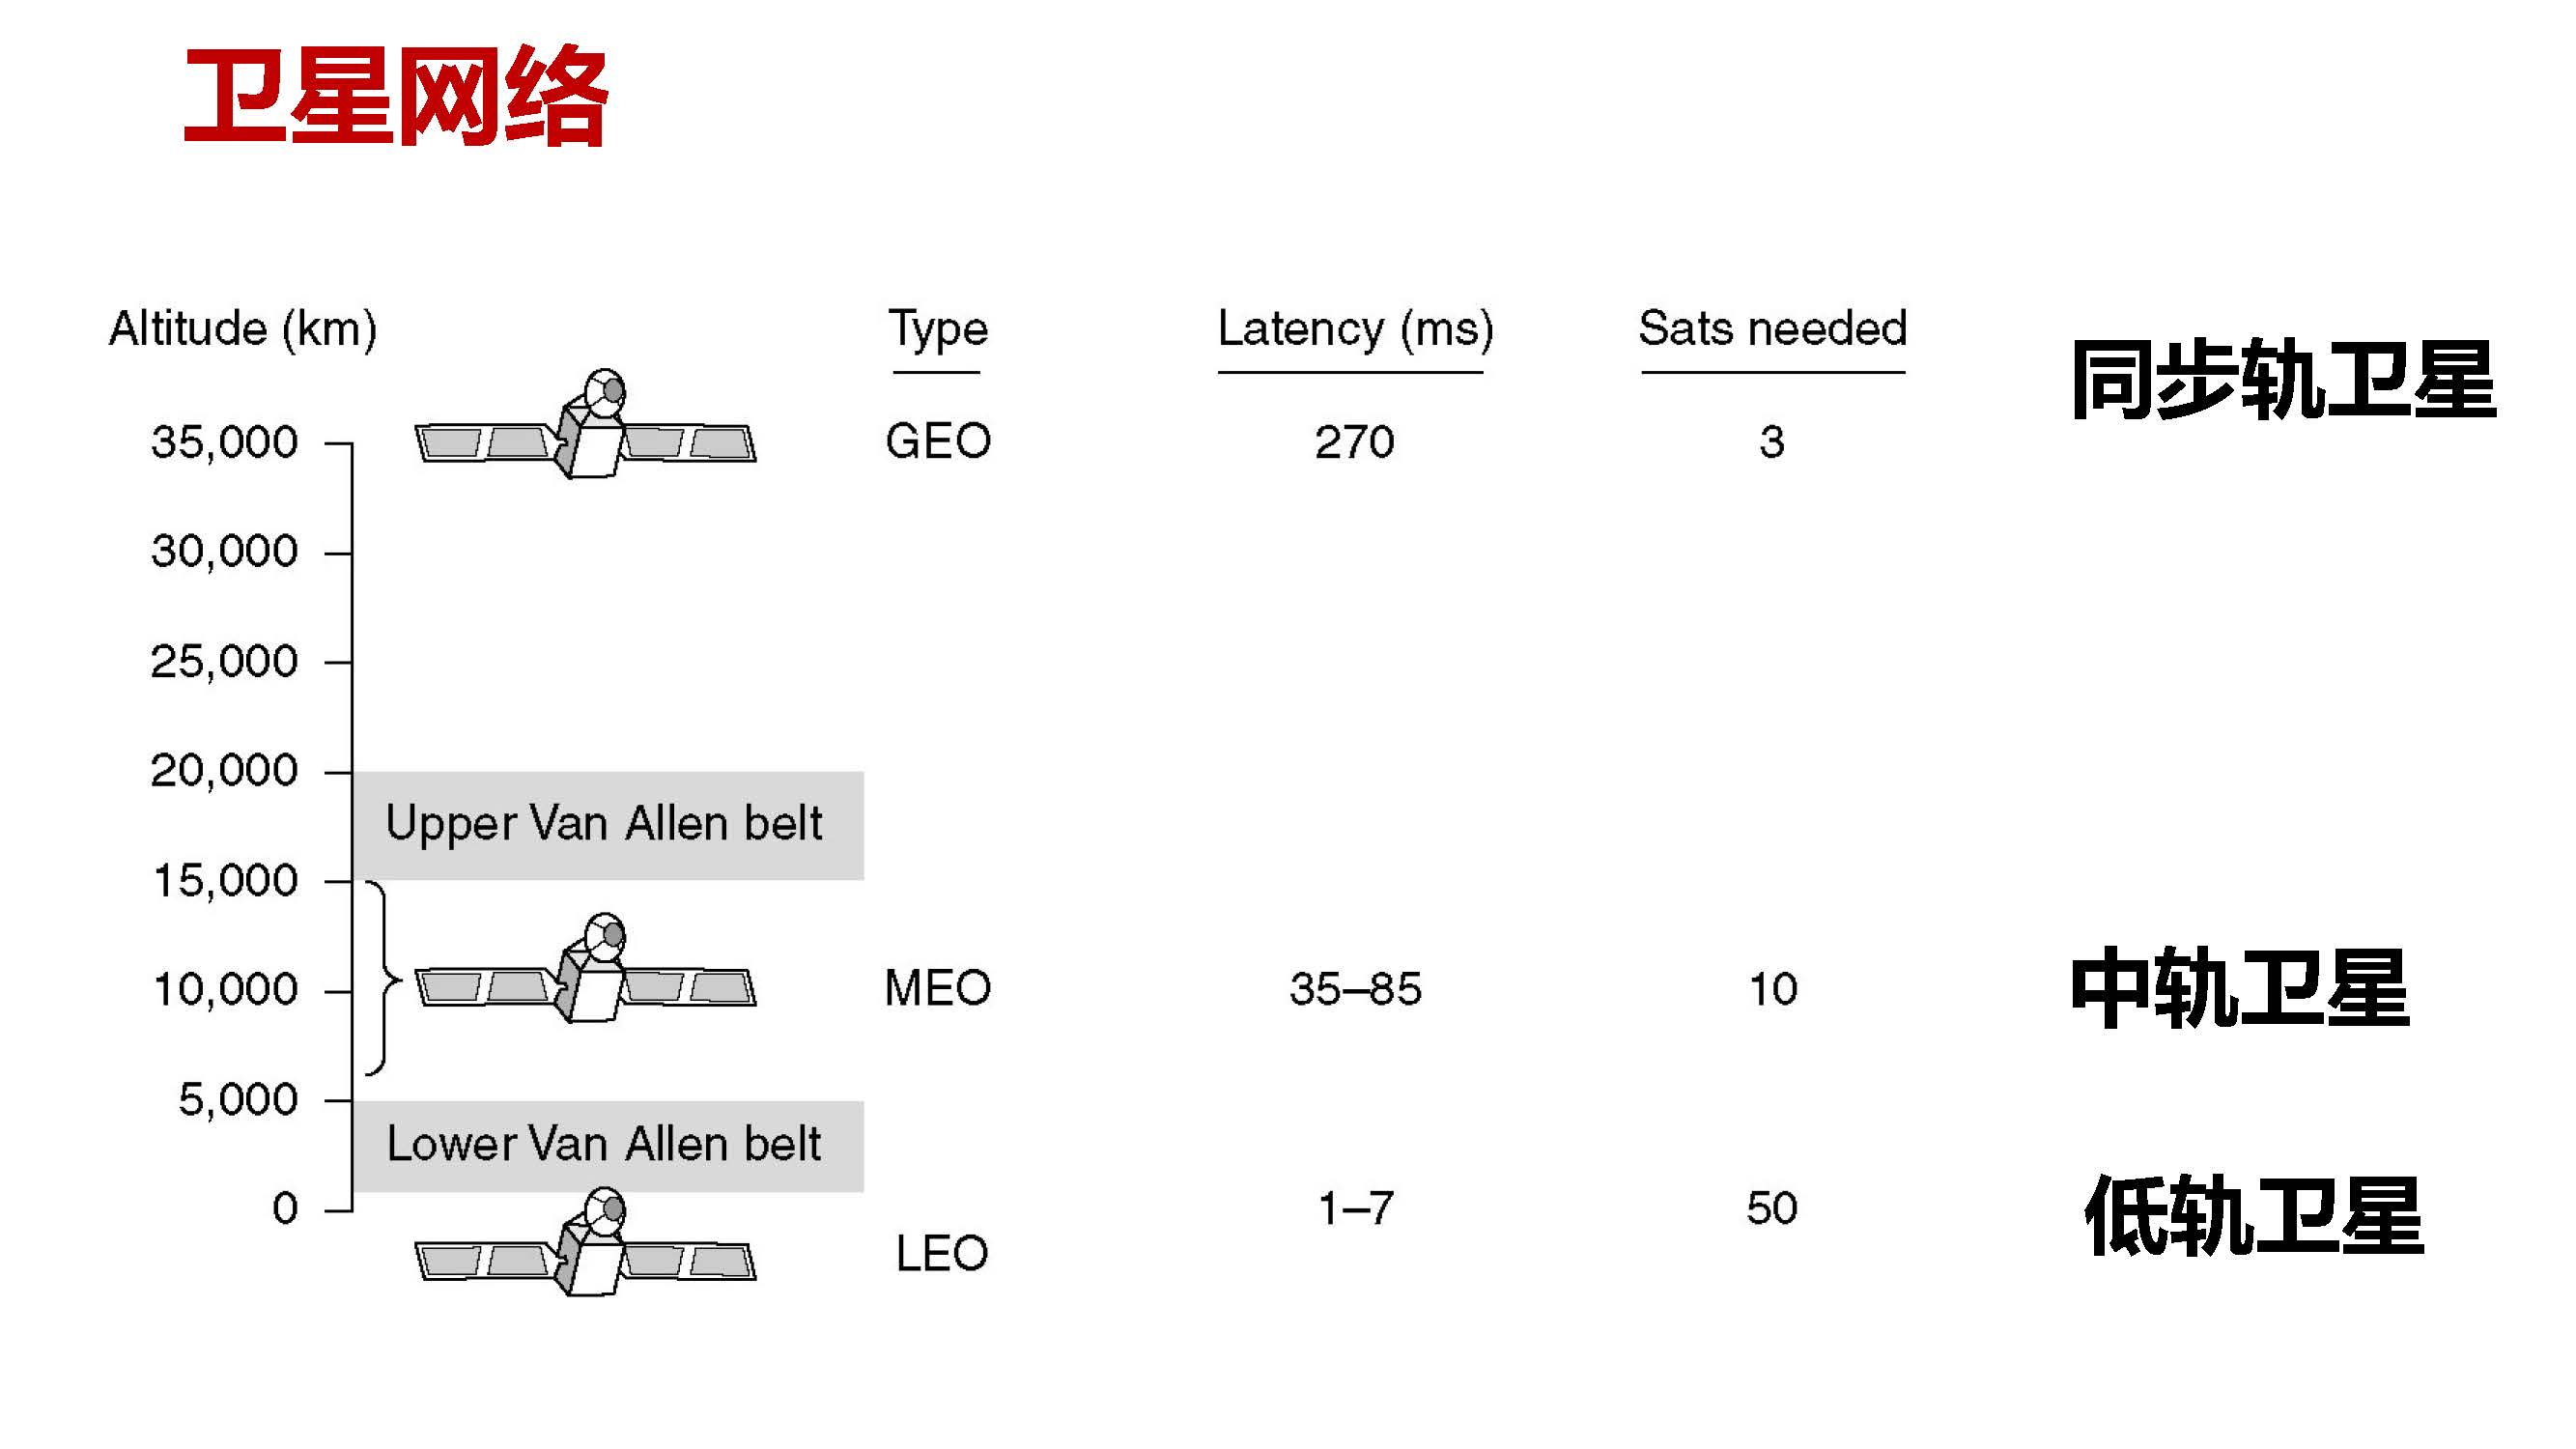 卫星网络
Altitude (km) Type Latency (ms) Sats needed
同步轨卫星
35,000 GEO 270 3
30,000
25,000
20,000
Upper Van Allen belt
15,000
10,000 MEO 35–85 10 中轨卫星
5,000
Lower Van Allen belt
0 1–7 50 低轨卫星
LEO